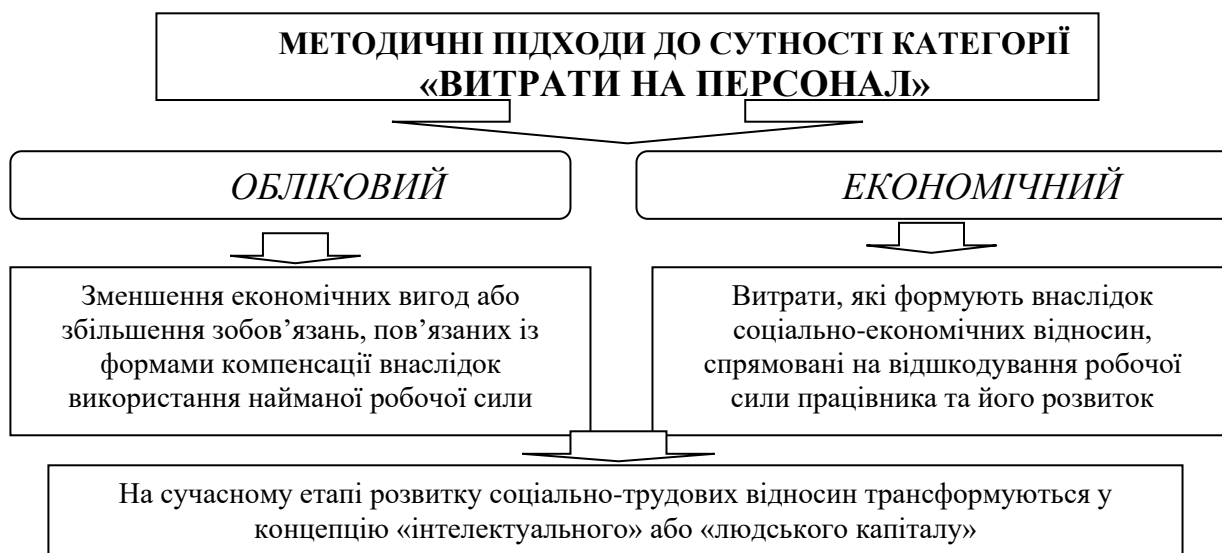 МЕТОДИЧНІ ПІДХОДИ ДО СУТНОСТІ КАТЕГОРІЇ
«ВИТРАТИ НА ПЕРСОНАЛ»
ОБЛІКОВИЙ
ЕКОНОМІЧНИЙ
Зменшення економічних вигод або
збільшення зобов’язань, пов’язаних із
формами компенсації внаслідок
використання найманої робочої сили
Витрати, які формують внаслідок
соціально-економічних відносин,
спрямовані на відшкодування робочої
сили працівника та його розвиток
На сучасному етапі розвитку соціально-трудових відносин трансформуються у
концепцію «інтелектуального» або «людського капіталу»